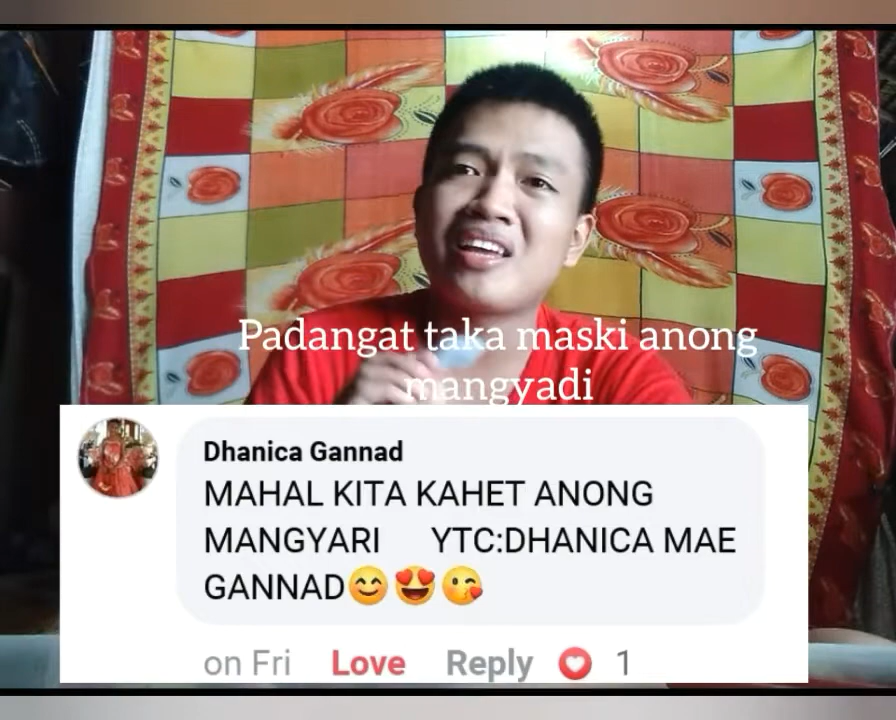 Padangat taka maski anong
mangyadi
Dhanica Gannad
MAHAL KITA KAHET ANONG
MANGYARI YTC:DHANICA MAE
GANNAD😊😍😘
on Fri Love Reply 1